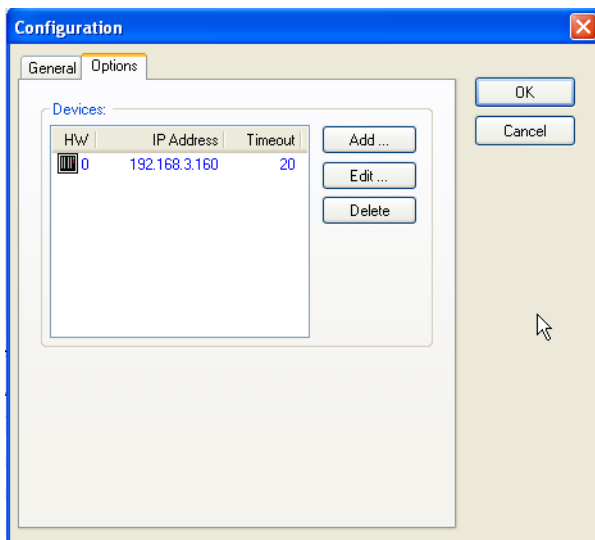 Configuration
General Options
OK
Cancel
Devices:
HW IP Address Timeout
0 192.168.3.160 20
Add ...
Edit ...
Delete